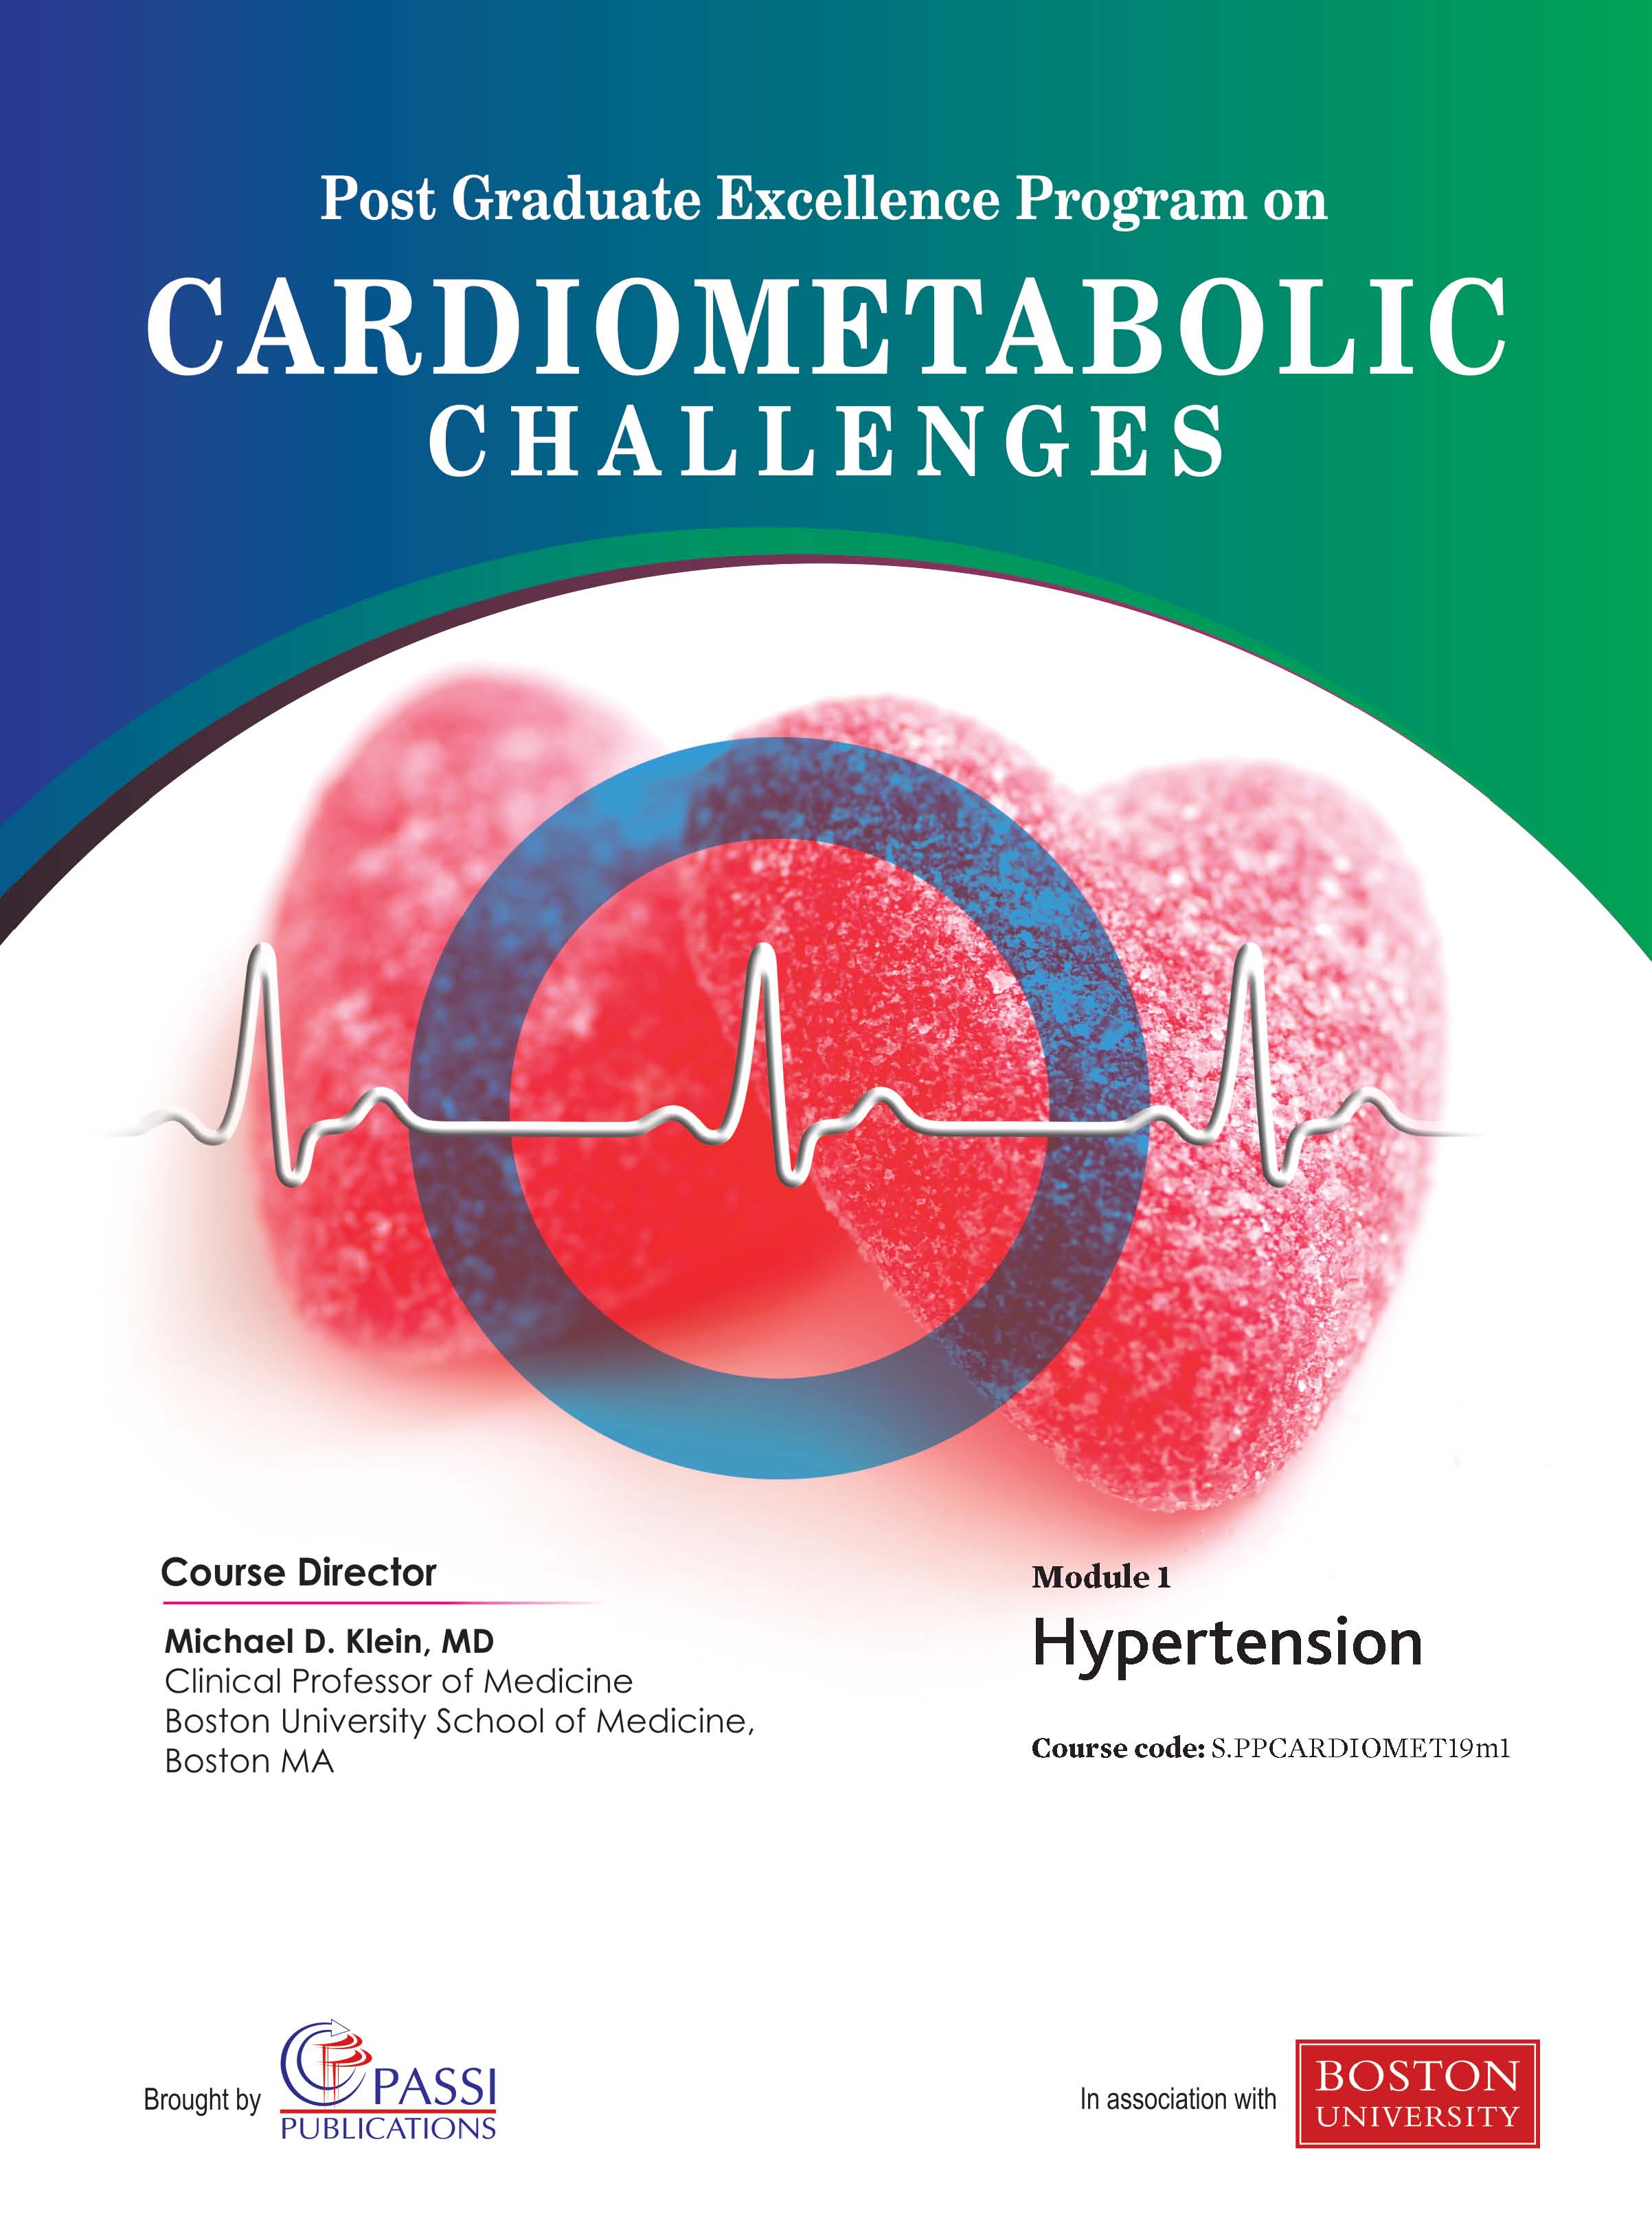 Post Graduate Excellence Program on
CARDIOMETABOLIC
CHALLENGES
Course Director
Michael D. Klein, MD
Clinical Professor of Medicine
Boston University School of Medicine,
Boston MA
Module 1
Hypertension
Course code: S.PPCARDIOMET19m1
Brought by
PASSI
PUBLICATIONS
In association with
BOSTON
UNIVERSITY